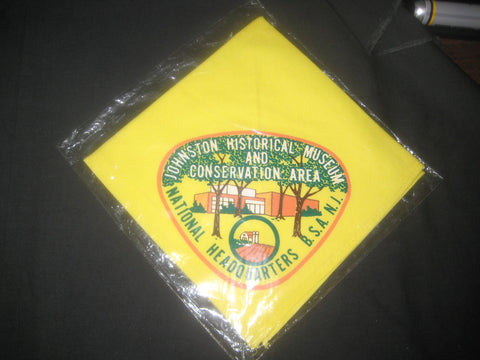 JOHNSTON HISTORICAL MUSEUM
AND
CONSERVATION AREA
NATIONAL HEADQUARTERS B.S.A. N.J.